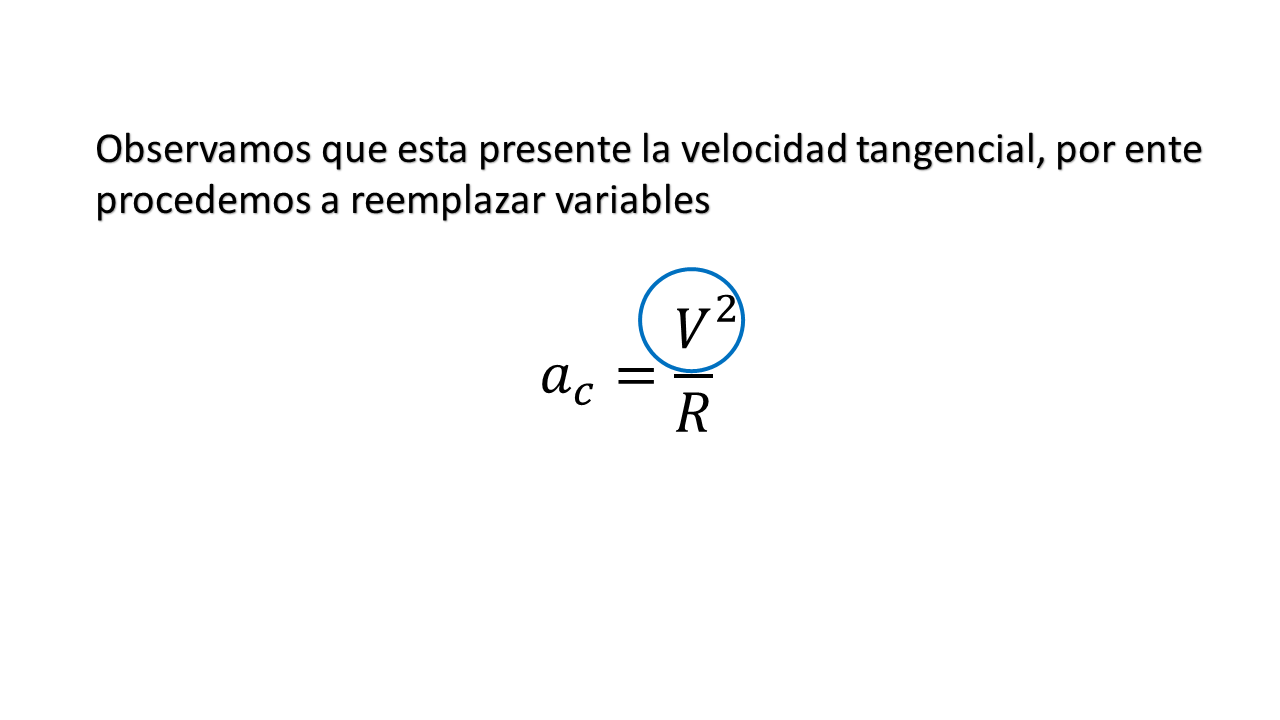 Observamos que esta presente la velocidad tangencial, por ente
procedemos a reemplazar variables
a_c = V^2/R